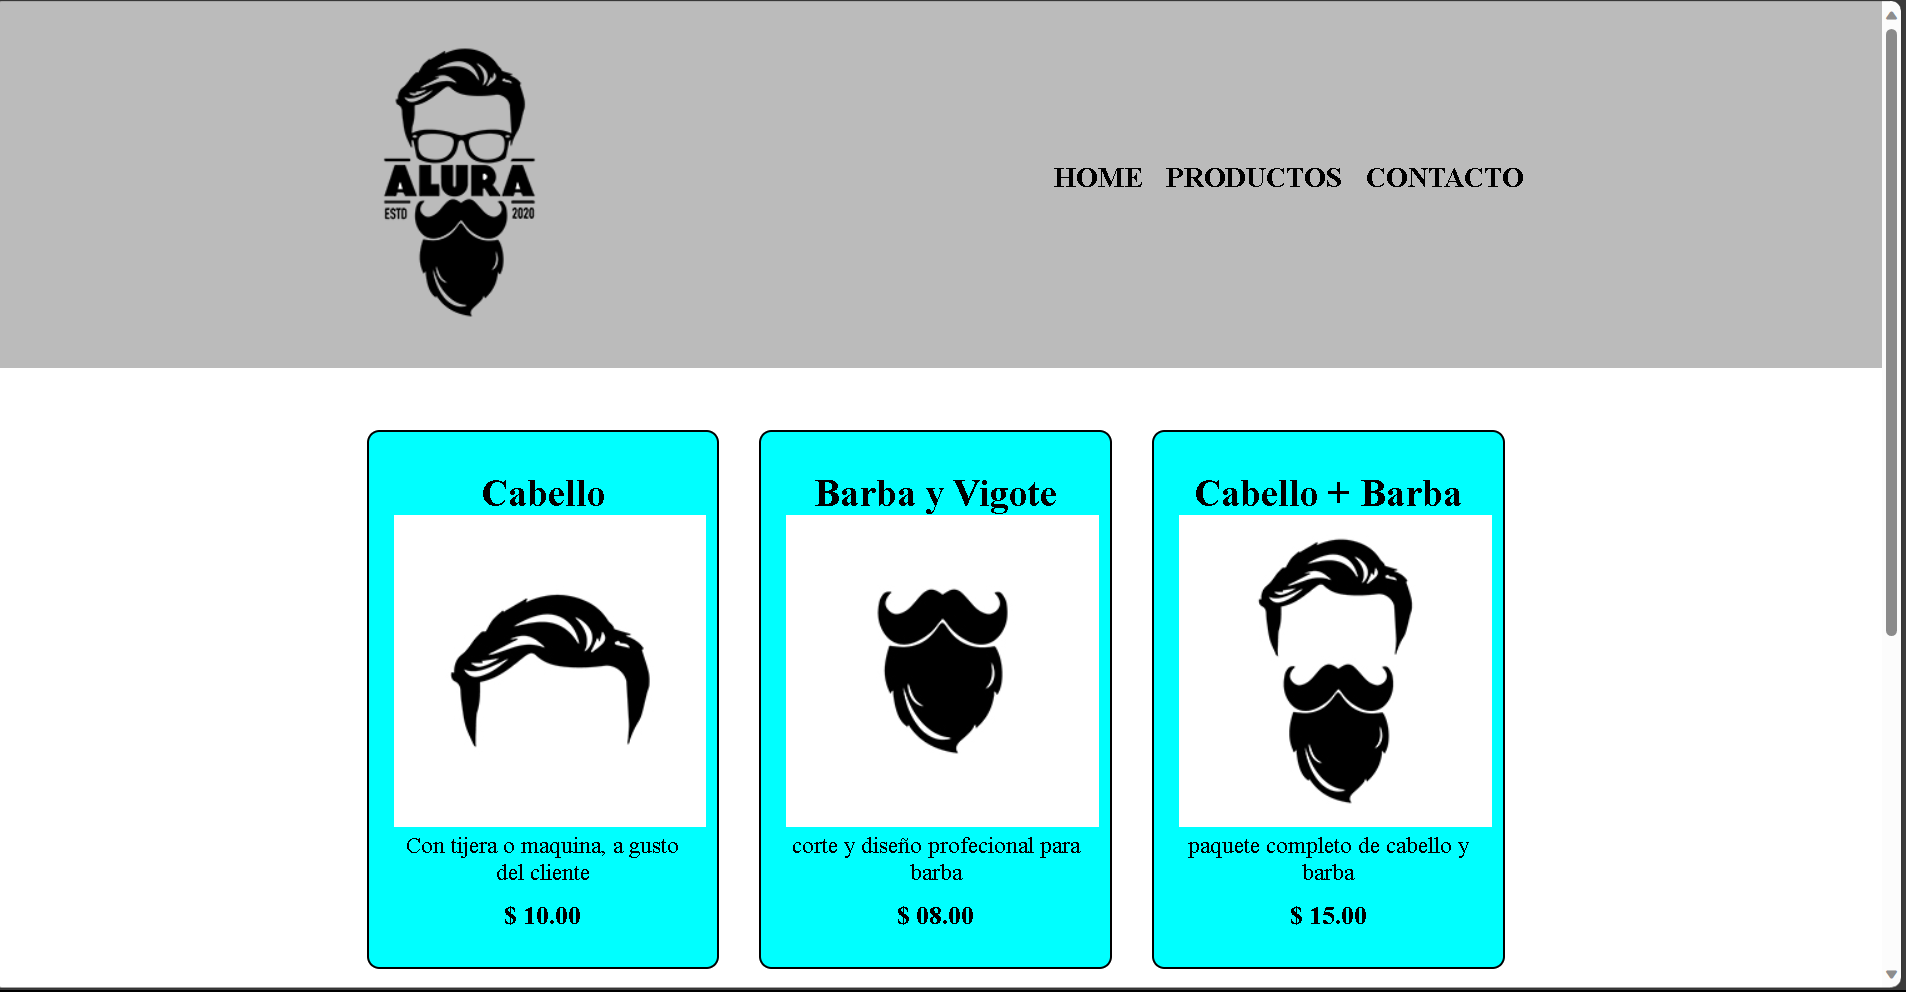 ALURA
ESTD 2020
HOME PRODUCTOS CONTACTO
Cabello
Con tijera o maquina, a gusto
del cliente
$ 10.00
Barba y Vigote
corte y diseño profecional para
barba
$ 08.00
Cabello + Barba
paquete completo de cabello y
barba
$ 15.00